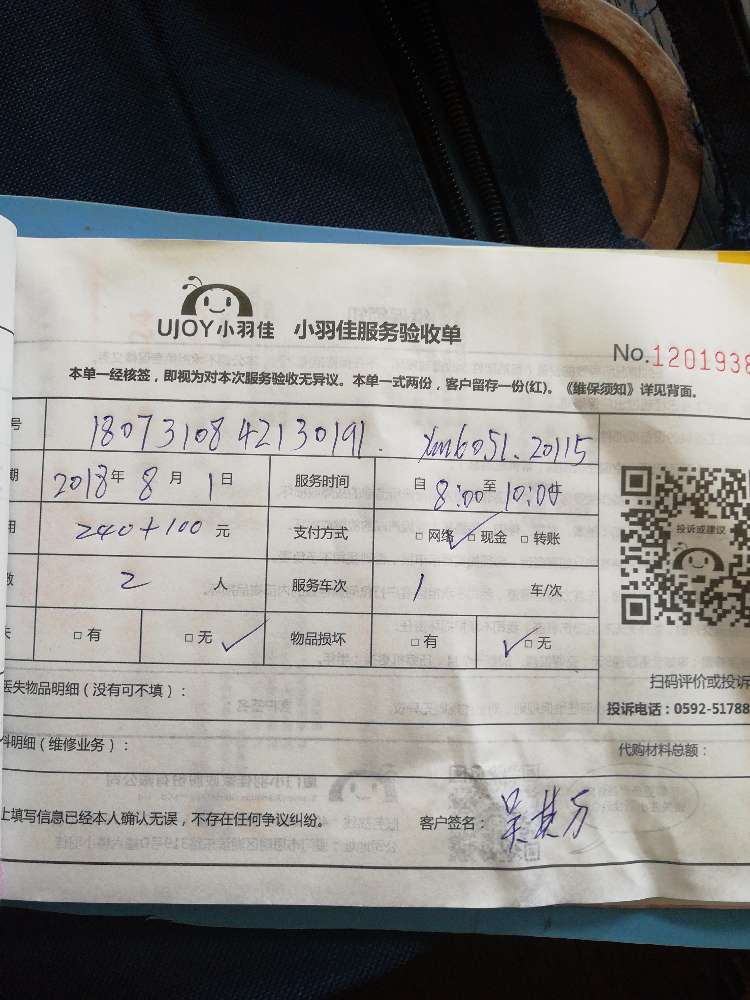 UJOY小羽佳 小羽佳服务验收单
No.1201938
本单一经核签，即视为对本次服务验收无异议。本单一式两份，客户留存一份(红)。《维保须知》详见背面。
号 1807310842130191.
2018年 8 月 1 日 服务时间 自 8:00 至 10:00
240+100 元 支付方式 □网络 ✓ □现金 □转账
2 人 服务车次 1 车/次
□有 □无 ✓ 物品损坏 □有 □无 ✓
投诉或建议
扫码评价或投诉
丢失物品明细（没有可不填）：
投诉电话：0592-51788
料明细（维修业务）： 代购材料总额：
上填写信息已经本人确认无误，不存在任何争议纠纷。 客户签名：